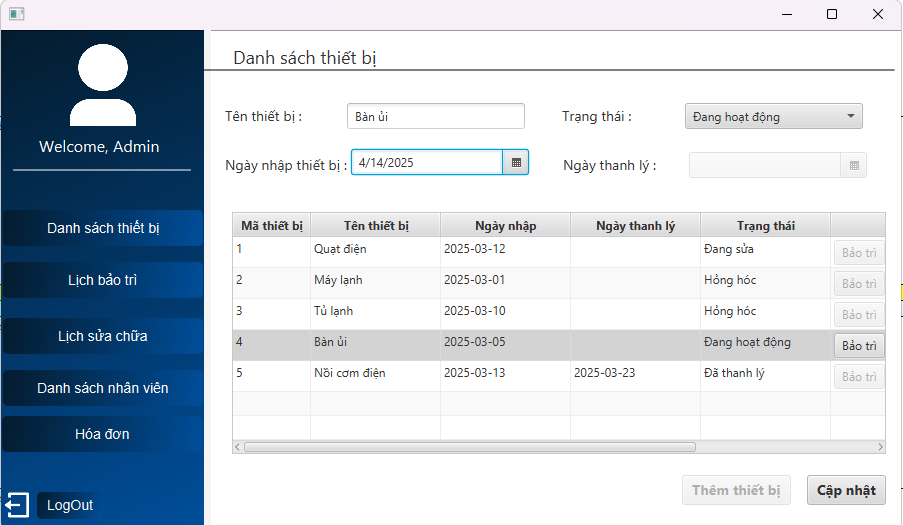 Welcome, Admin
Danh sách thiết bị
Lịch bảo trì
Lịch sửa chữa
Danh sách nhân viên
Hóa đơn
LogOut
Danh sách thiết bị
Tên thiết bị : Bàn ủi Trạng thái : Đang hoạt động
Ngày nhập thiết bị : 4/14/2025 Ngày thanh lý :
Mã thiết bị Tên thiết bị Ngày nhập Ngày thanh lý Trạng thái
1 Quạt điện 2025-03-12 Đang sửa Bảo trì
2 Máy lạnh 2025-03-01 Hỏng hóc Bảo trì
3 Tủ lạnh 2025-03-10 Hỏng hóc Bảo trì
4 Bàn ủi 2025-03-05 Đang hoạt động Bảo trì
5 Nồi cơm điện 2025-03-13 2025-03-23 Đã thanh lý Bảo trì
Thêm thiết bị Cập nhật